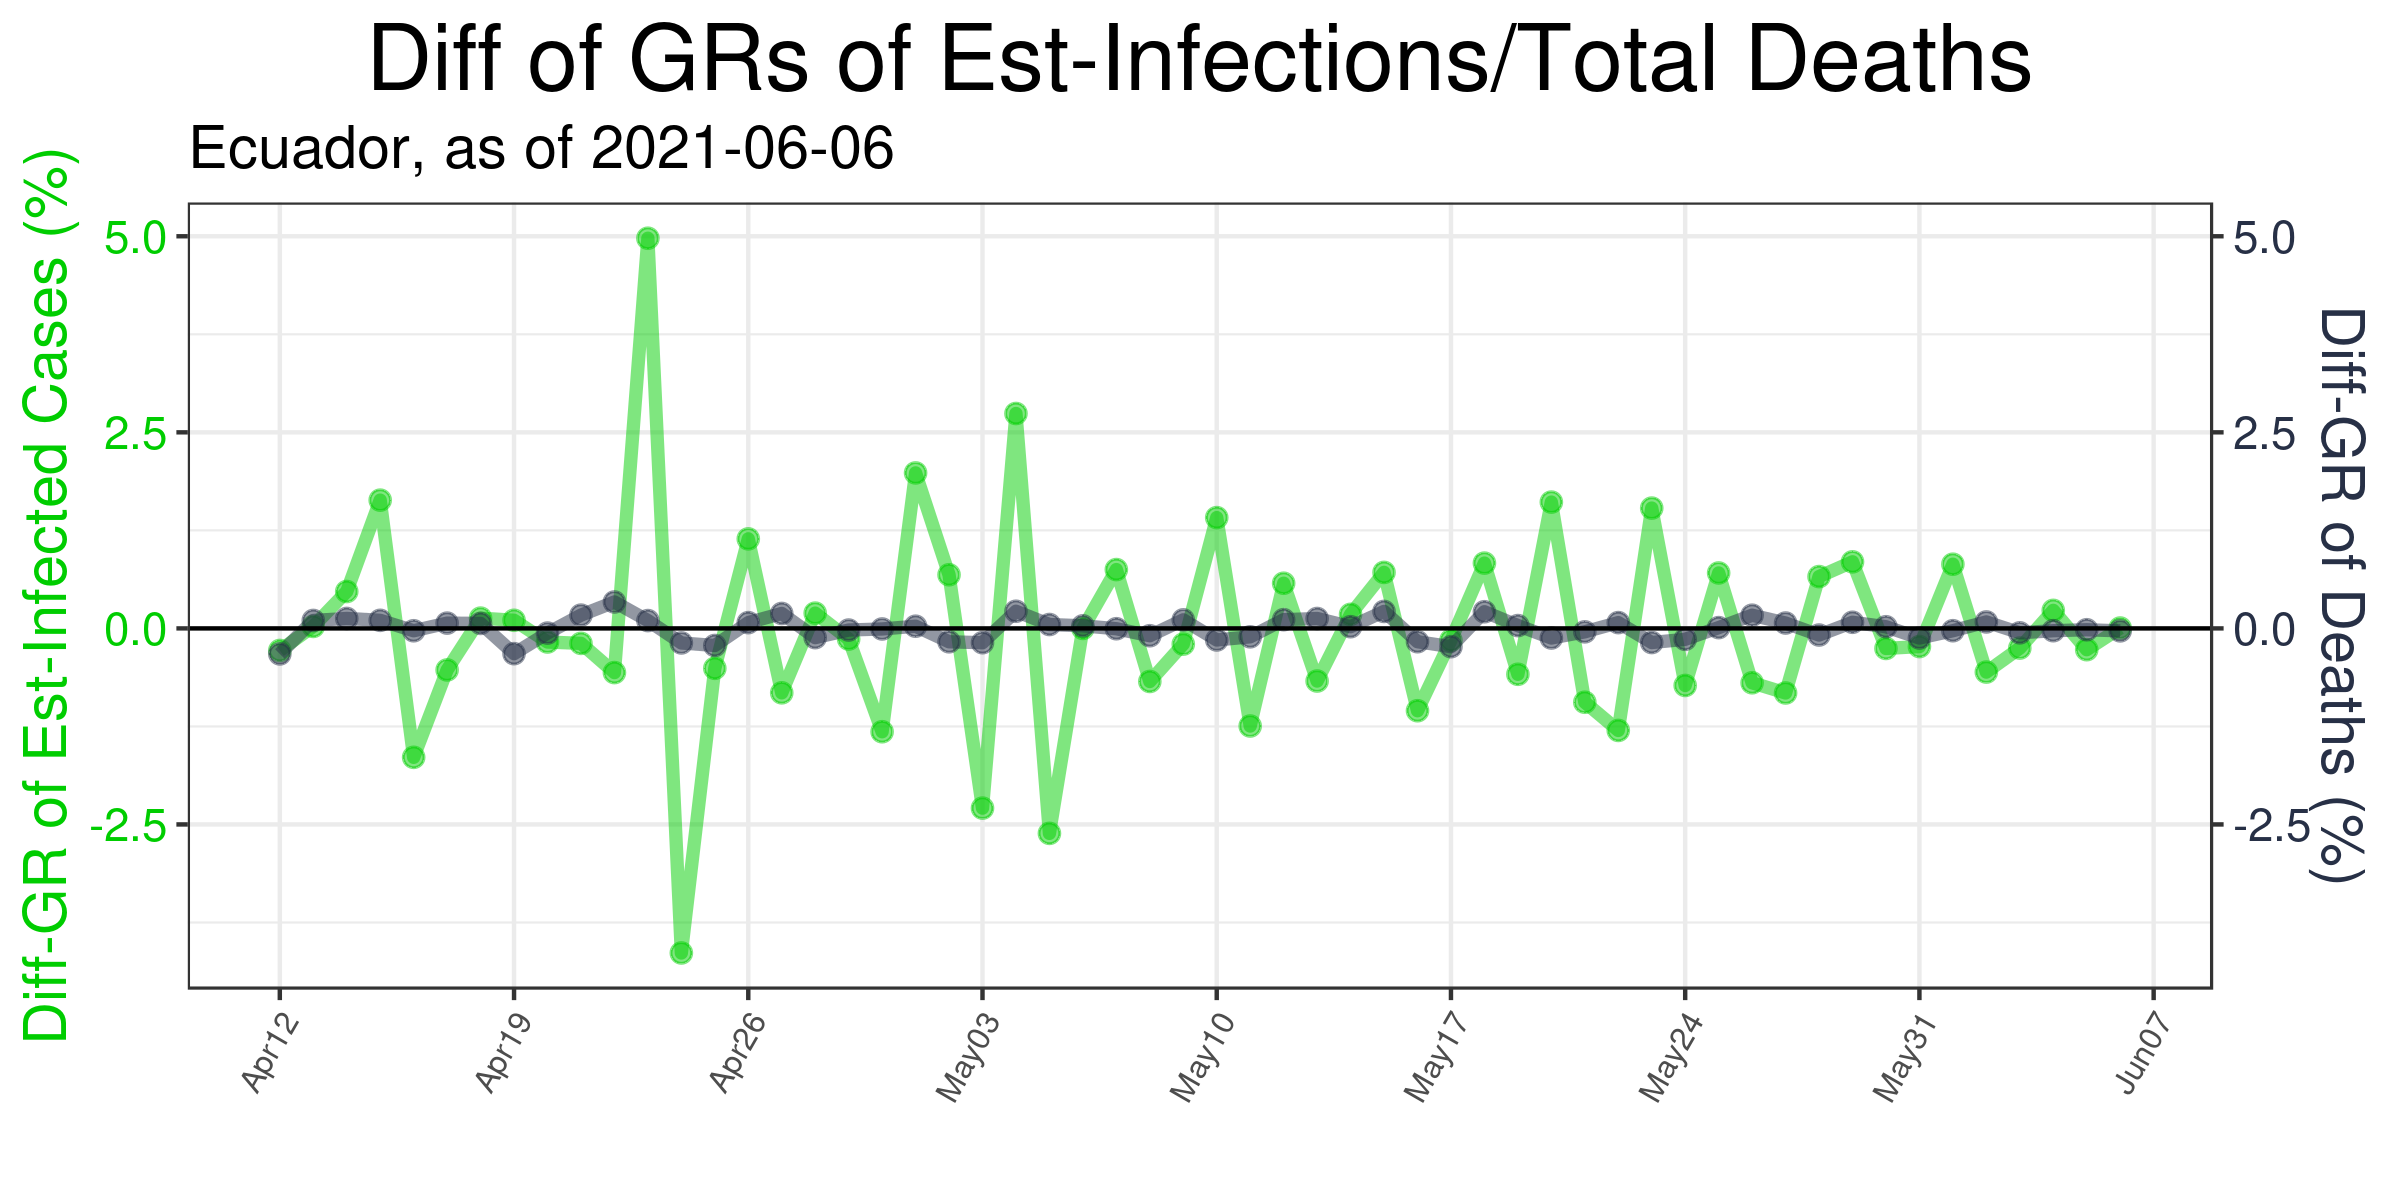 Diff of GRs of Est-Infections/Total Deaths
Ecuador, as of 2021-06-06
Diff-GR of Est-Infected Cases (%)
5.0
2.5
0.0
-2.5
5.0
2.5
0.0
-2.5
Diff-GR of Deaths (%)
Apr12
Apr19
Apr26
May03
May10
May17
May24
May31
Jun07